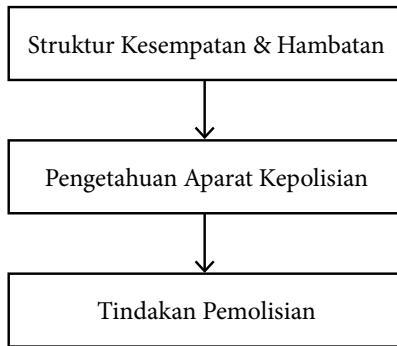 Struktur Kesempatan & Hambatan
Pengetahuan Aparat Kepolisian
Tindakan Pemolisian